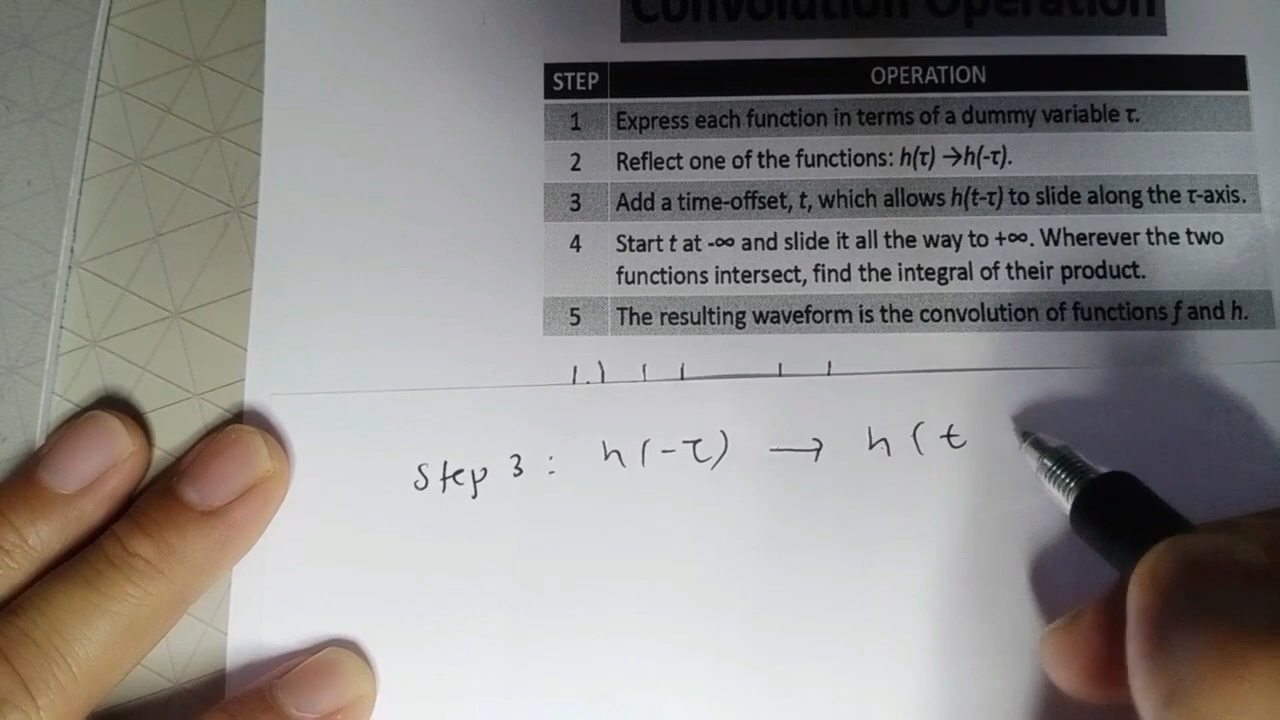 Convolution Operation
STEP OPERATION
1 Express each function in terms of a dummy variable τ.
2 Reflect one of the functions: h(τ) →h(-τ).
3 Add a time-offset, t, which allows h(t-τ) to slide along the τ-axis.
4 Start t at -∞ and slide it all the way to +∞. Wherever the two
functions intersect, find the integral of their product.
5 The resulting waveform is the convolution of functions f and h.
Step 3 : h(-τ) → h(t